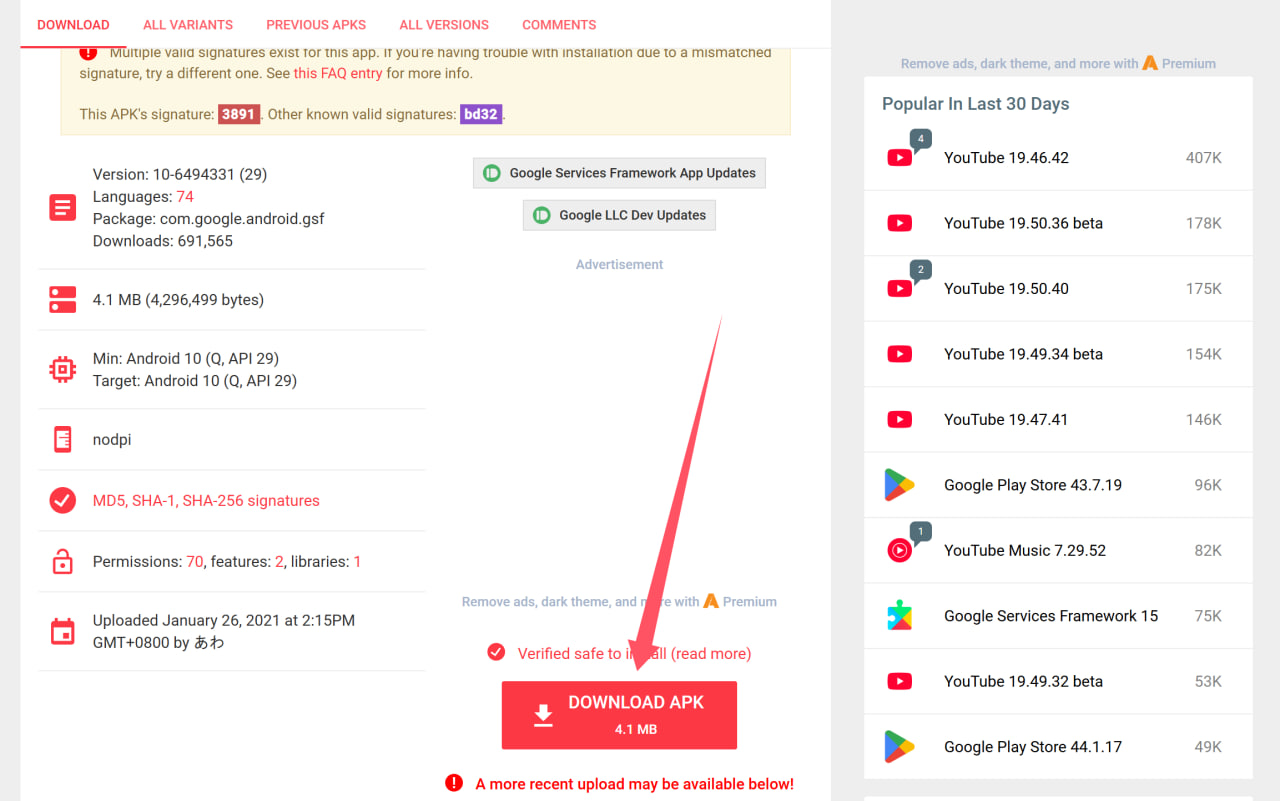 DOWNLOAD
ALL VARIANTS
PREVIOUS APKS
ALL VERSIONS
COMMENTS
Multiple valid signatures exist for this app. If you're having trouble with installation due to a mismatched
signature, try a different one. See this FAQ entry for more info.
This APK's signature: 3891. Other known valid signatures: bd32.
Version: 10-6494331 (29)
Languages: 74
Package: com.google.android.gsf
Downloads: 691,565
4.1 MB (4,296,499 bytes)
Min: Android 10 (Q, API 29)
Target: Android 10 (Q, API 29)
nodpi
MD5, SHA-1, SHA-256 signatures
Permissions: 70, features: 2, libraries: 1
Uploaded January 26, 2021 at 2:15PM
GMT+0800 by あわ
Google Services Framework App Updates
Google LLC Dev Updates
Advertisement
Remove ads, dark theme, and more with Premium
Verified safe to install (read more)
DOWNLOAD APK
4.1 MB
A more recent upload may be available below!
Remove ads, dark theme, and more with Premium
Popular In Last 30 Days
4
YouTube 19.46.42 407K
YouTube 19.50.36 beta 178K
2
YouTube 19.50.40 175K
YouTube 19.49.34 beta 154K
YouTube 19.47.41 146K
Google Play Store 43.7.19 96K
1
YouTube Music 7.29.52 82K
Google Services Framework 15 75K
YouTube 19.49.32 beta 53K
Google Play Store 44.1.17 49K